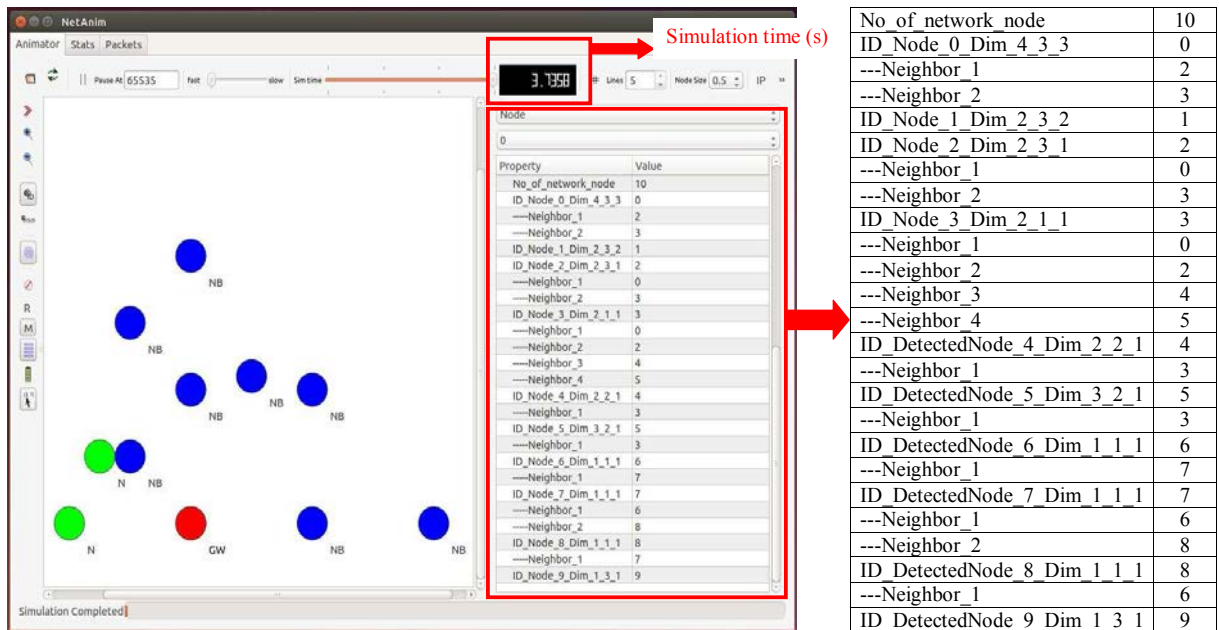 NetAnim
Simulation time (s)
Animator Stats Packets
Pause At 65535 fast slow Sim time 3.7358 # Lines 5 Node Size 0.5 IP »
R
M
NB
NB
NB
NB
NB
N
NB
N
GW
NB
NB
Simulation Completed
Node
0
Property Value
No_of_network_node 10
ID_Node_0_Dim_4_3_3 0
----Neighbor_1 2
----Neighbor_2 3
ID_Node_1_Dim_2_3_2 1
ID_Node_2_Dim_2_3_1 2
----Neighbor_1 0
----Neighbor_2 3
ID_Node_3_Dim_2_1_1 3
----Neighbor_1 0
----Neighbor_2 2
----Neighbor_3 4
----Neighbor_4 5
ID_Node_4_Dim_2_2_1 4
----Neighbor_1 3
ID_Node_5_Dim_3_2_1 5
----Neighbor_1 3
ID_Node_6_Dim_1_1_1 6
----Neighbor_1 7
ID_Node_7_Dim_1_1_1 7
----Neighbor_1 6
----Neighbor_2 8
ID_Node_8_Dim_1_1_1 8
----Neighbor_1 7
ID_Node_9_Dim_1_3_1 9
No_of_network_node 10
ID_Node_0_Dim_4_3_3 0
---Neighbor_1 2
---Neighbor_2 3
ID_Node_1_Dim_2_3_2 1
ID_Node_2_Dim_2_3_1 2
---Neighbor_1 0
---Neighbor_2 3
ID_Node_3_Dim_2_1_1 3
---Neighbor_1 0
---Neighbor_2 2
---Neighbor_3 4
---Neighbor_4 5
ID_DetectedNode_4_Dim_2_2_1 4
---Neighbor_1 3
ID_DetectedNode_5_Dim_3_2_1 5
---Neighbor_1 3
ID_DetectedNode_6_Dim_1_1_1 6
---Neighbor_1 7
ID_DetectedNode_7_Dim_1_1_1 7
---Neighbor_1 6
---Neighbor_2 8
ID_DetectedNode_8_Dim_1_1_1 8
---Neighbor_1 6
ID_DetectedNode_9_Dim_1_3_1 9